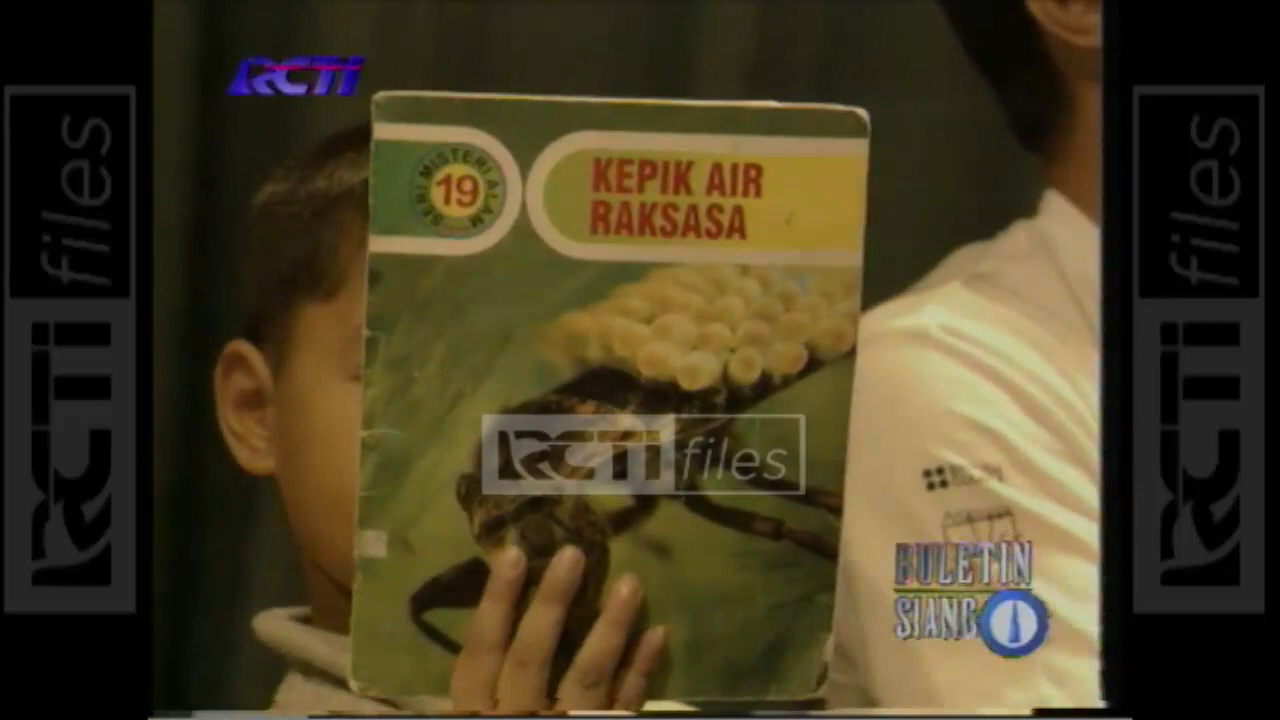 RCTI
SERI MISTERI ALAM
19
KEPIK AIR
RAKSASA
RCTI files
BULETIN
SIANG
RCTI files
RCTI files